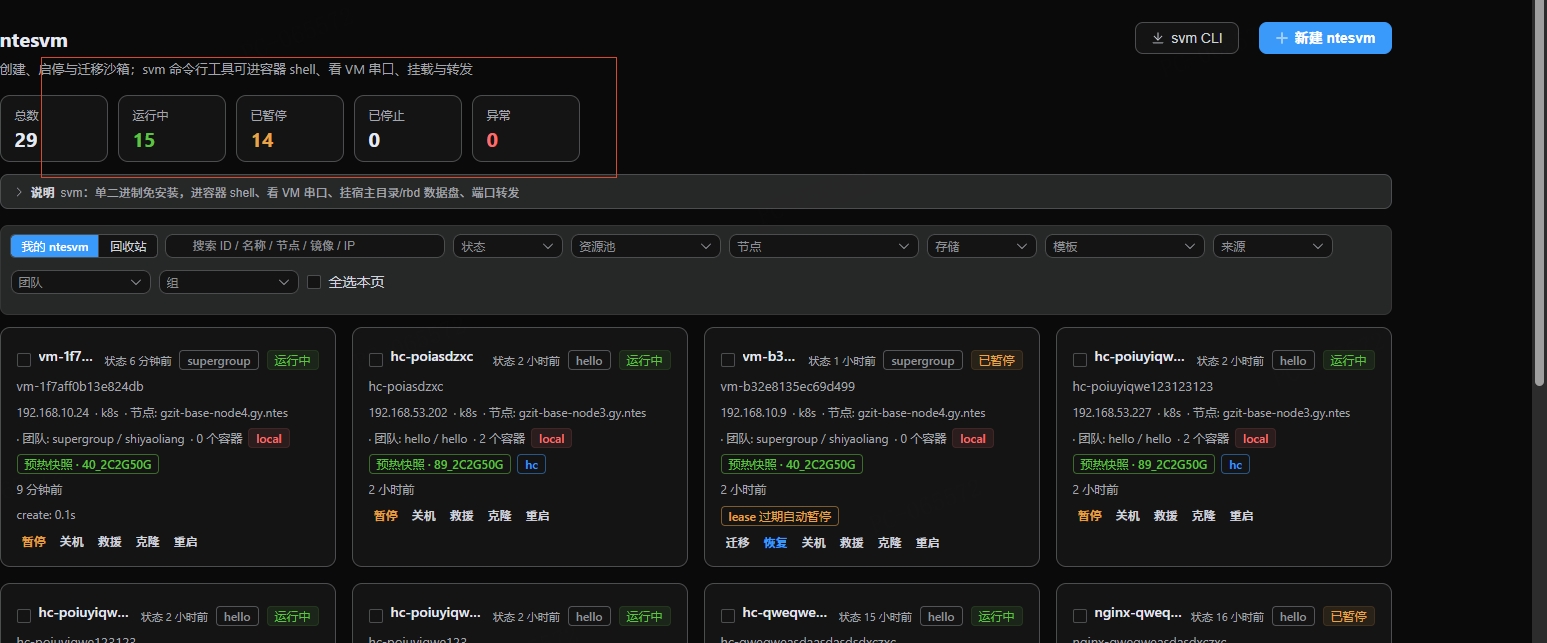 ntesvm
svm CLI
新建 ntesvm
创建、启停与迁移沙箱；svm 命令行工具可进容器 shell、看 VM 串口、挂载与转发
总数 运行中 已暂停 已停止 异常
29 15 14 0 0
说明 svm：单二进制免安装，进容器 shell、看 VM 串口、挂宿主目录/rbd 数据盘、端口转发
我的 ntesvm 回收站 搜索 ID / 名称 / 节点 / 镜像 / IP 状态 资源池 节点 存储 模板 来源
团队 组 全选本页
vm-1f7... 状态 6 分钟前 supergroup 运行中
vm-1f7aff0b13e824db
192.168.10.24 · k8s · 节点: gzit-base-node4.gy.ntes
· 团队: supergroup / shiyaoliang · 0 个容器 local
预热快照 · 40_2C2G50G
9 分钟前
create: 0.1s
暂停 关机 救援 克隆 重启
hc-poiasdzxc 状态 2 小时前 hello 运行中
hc-poiasdzxc
192.168.53.202 · k8s · 节点: gzit-base-node3.gy.ntes
· 团队: hello / hello · 2 个容器 local
预热快照 · 89_2C2G50G hc
2 小时前
暂停 关机 救援 克隆 重启
vm-b3... 状态 1 小时前 supergroup 已暂停
vm-b32e8135ec69d499
192.168.10.9 · k8s · 节点: gzit-base-node4.gy.ntes
· 团队: supergroup / shiyaoliang · 0 个容器 local
预热快照 · 40_2C2G50G
2 小时前
lease 过期自动暂停
迁移 恢复 关机 救援 克隆 重启
hc-poiuyiqw... 状态 2 小时前 hello 运行中
hc-poiuyiqwe123123123
192.168.53.227 · k8s · 节点: gzit-base-node3.gy.ntes
· 团队: hello / hello · 2 个容器 local
预热快照 · 89_2C2G50G hc
2 小时前
暂停 关机 救援 克隆 重启
hc-poiuyiqw... 状态 2 小时前 hello 运行中
hc-poiuyiqwe123123
hc-poiuyiqw... 状态 2 小时前 hello 运行中
hc-poiuyiqwe123
hc-qweqwe... 状态 15 小时前 hello 运行中
nginx-qweq... 状态 16 小时前 hello 已暂停